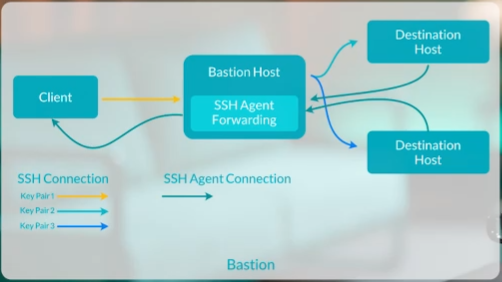 Destination
Host
Bastion Host
Client
SSH Agent
Forwarding
Destination
Host
SSH Connection
SSH Agent Connection
Key Pair 1
Key Pair 2
Key Pair 3
Bastion